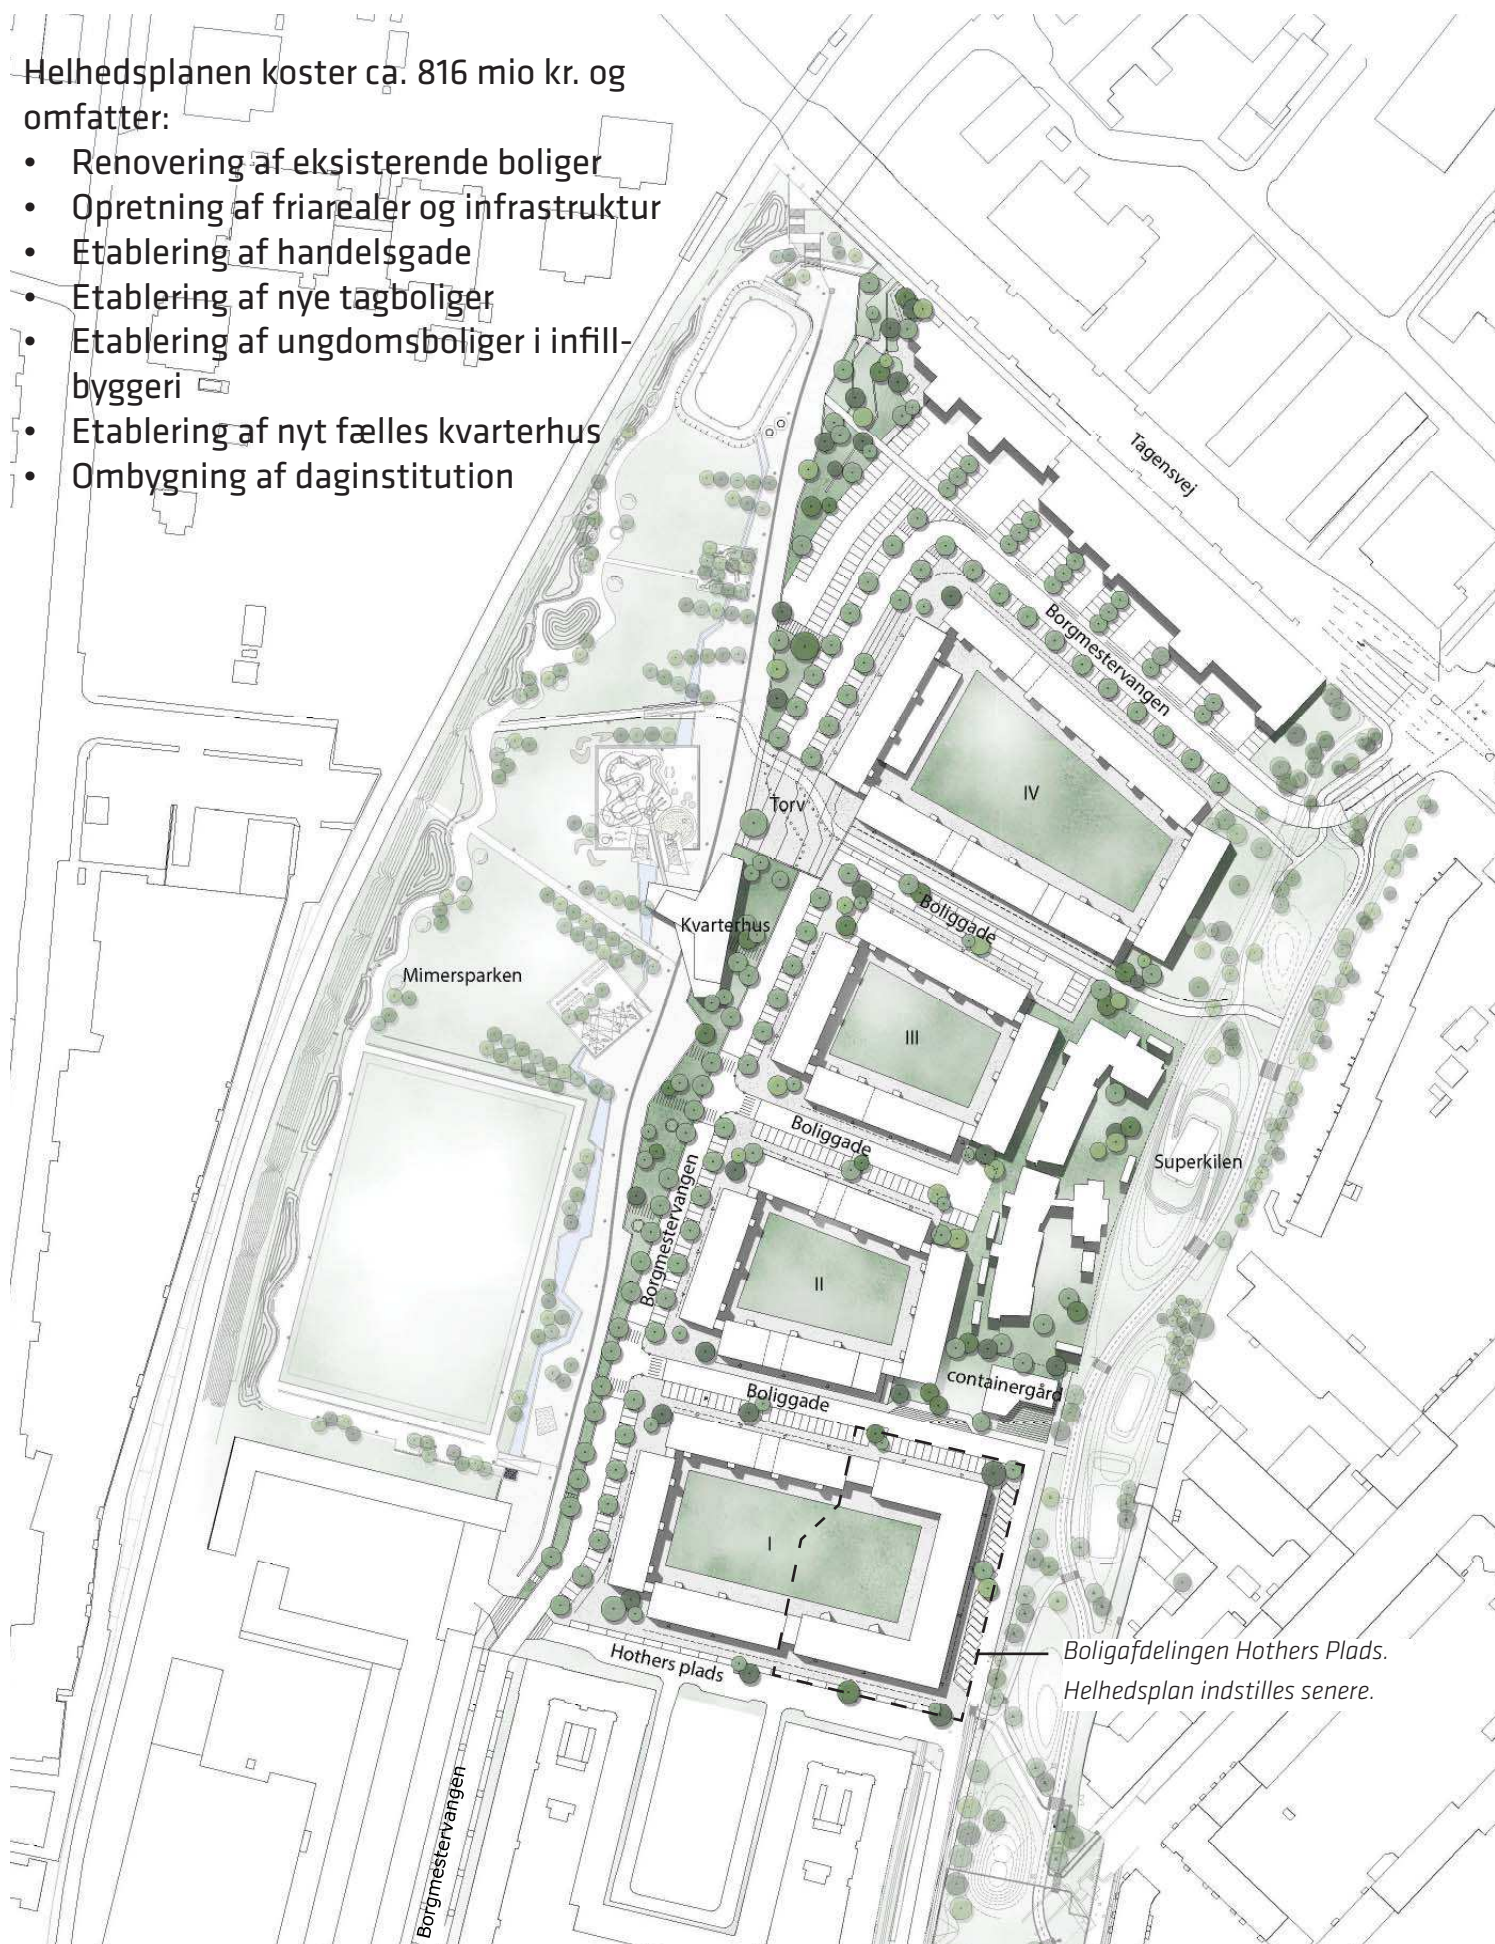 Helhedsplanen koster ca. 816 mio kr. og
omfatter:
• Renovering af eksisterende boliger
• Opretning af friarealer og infrastruktur
• Etablering af handelsgade
• Etablering af nye tagboliger
• Etablering af ungdomsboliger i infill-
byggeri
• Etablering af nyt fælles kvarterhus
• Ombygning af daginstitution
Tagensvej
Borgmestervangen
IV
Torv
Boliggade
Kvarterhus
Mimersparken
III
Boliggade
Superkilen
Borgmestervangen
II
containergård
Boliggade
I
Hothers plads
Boligafdelingen Hothers Plads.
Helhedsplan indstilles senere.
Borgmestervangen